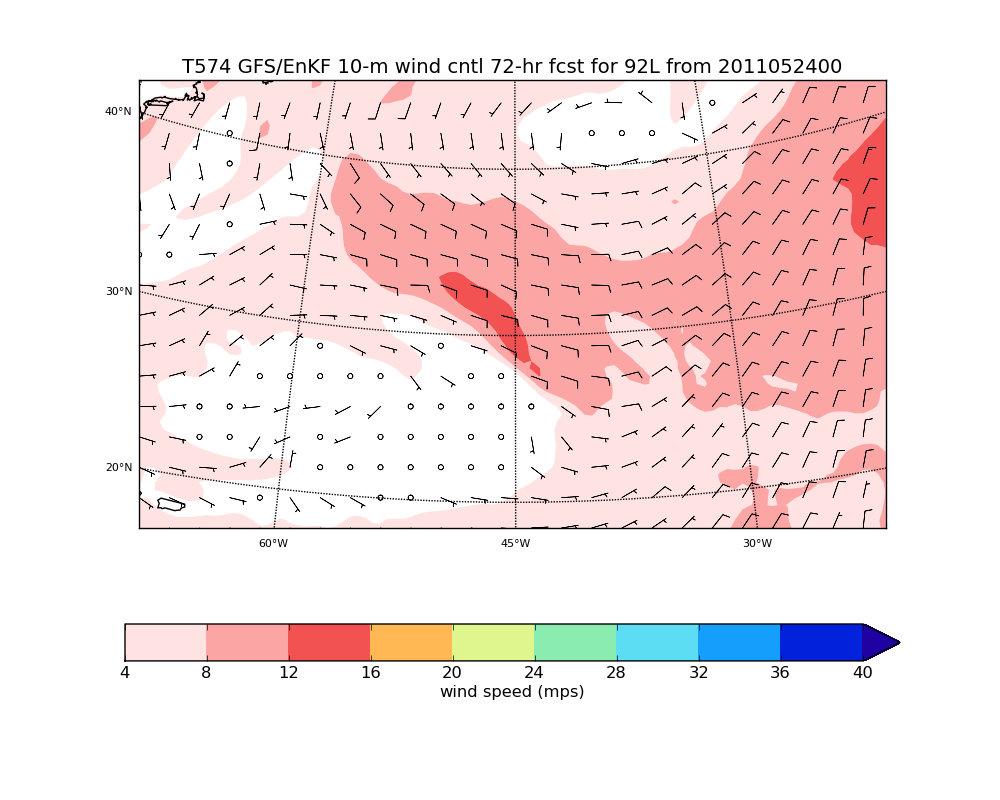 T574 GFS/EnKF 10-m wind cntl 72-hr fcst for 92L from 2011052400
40°N
30°N
20°N
60°W 45°W 30°W
4 8 12 16 20 24 28 32 36 40
wind speed (mps)